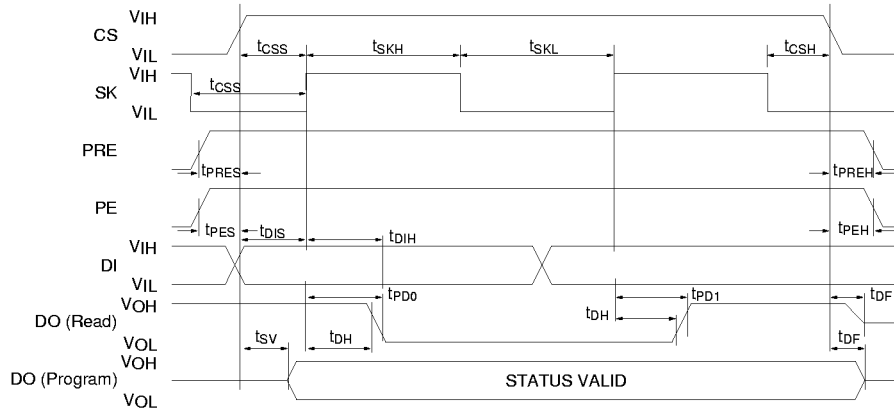 VIH
CS
VIL
tCSS
tSKH
tSKL
tCSH
VIH
SK
tCSS
VIL
PRE
tPRES
tPREH
PE
tPES
tDIS
tDIH
tPEH
VIH
DI
VIL
VOH
tPD0
tPD1
tDF
DO (Read)
tDH
VOL
tSV
tDH
tDF
VOH
DO (Program)
STATUS VALID
VOL